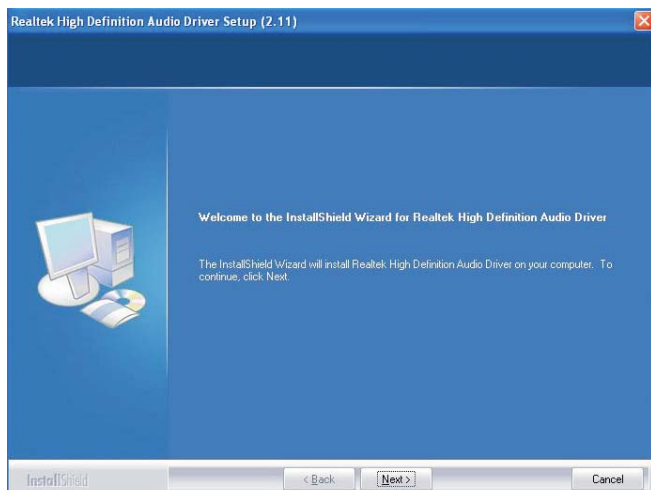 Realtek High Definition Audio Driver Setup (2.11)
Welcome to the InstallShield Wizard for Realtek High Definition Audio Driver
The InstallShield Wizard will install Realtek High Definition Audio Driver on your computer. To
continue, click Next.
InstallShield
< Back
Next >
Cancel